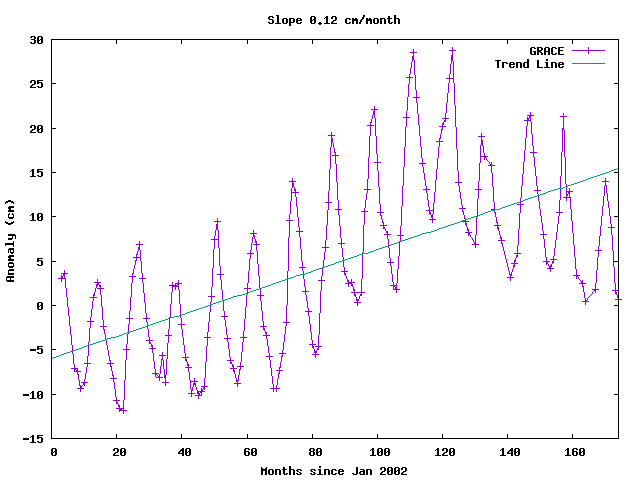 Slope 0.12 cm/month
GRACE
Trend Line
30
25
20
15
10
5
0
-5
-10
-15
Anomaly (cm)
0 20 40 60 80 100 120 140 160
Months since Jan 2002